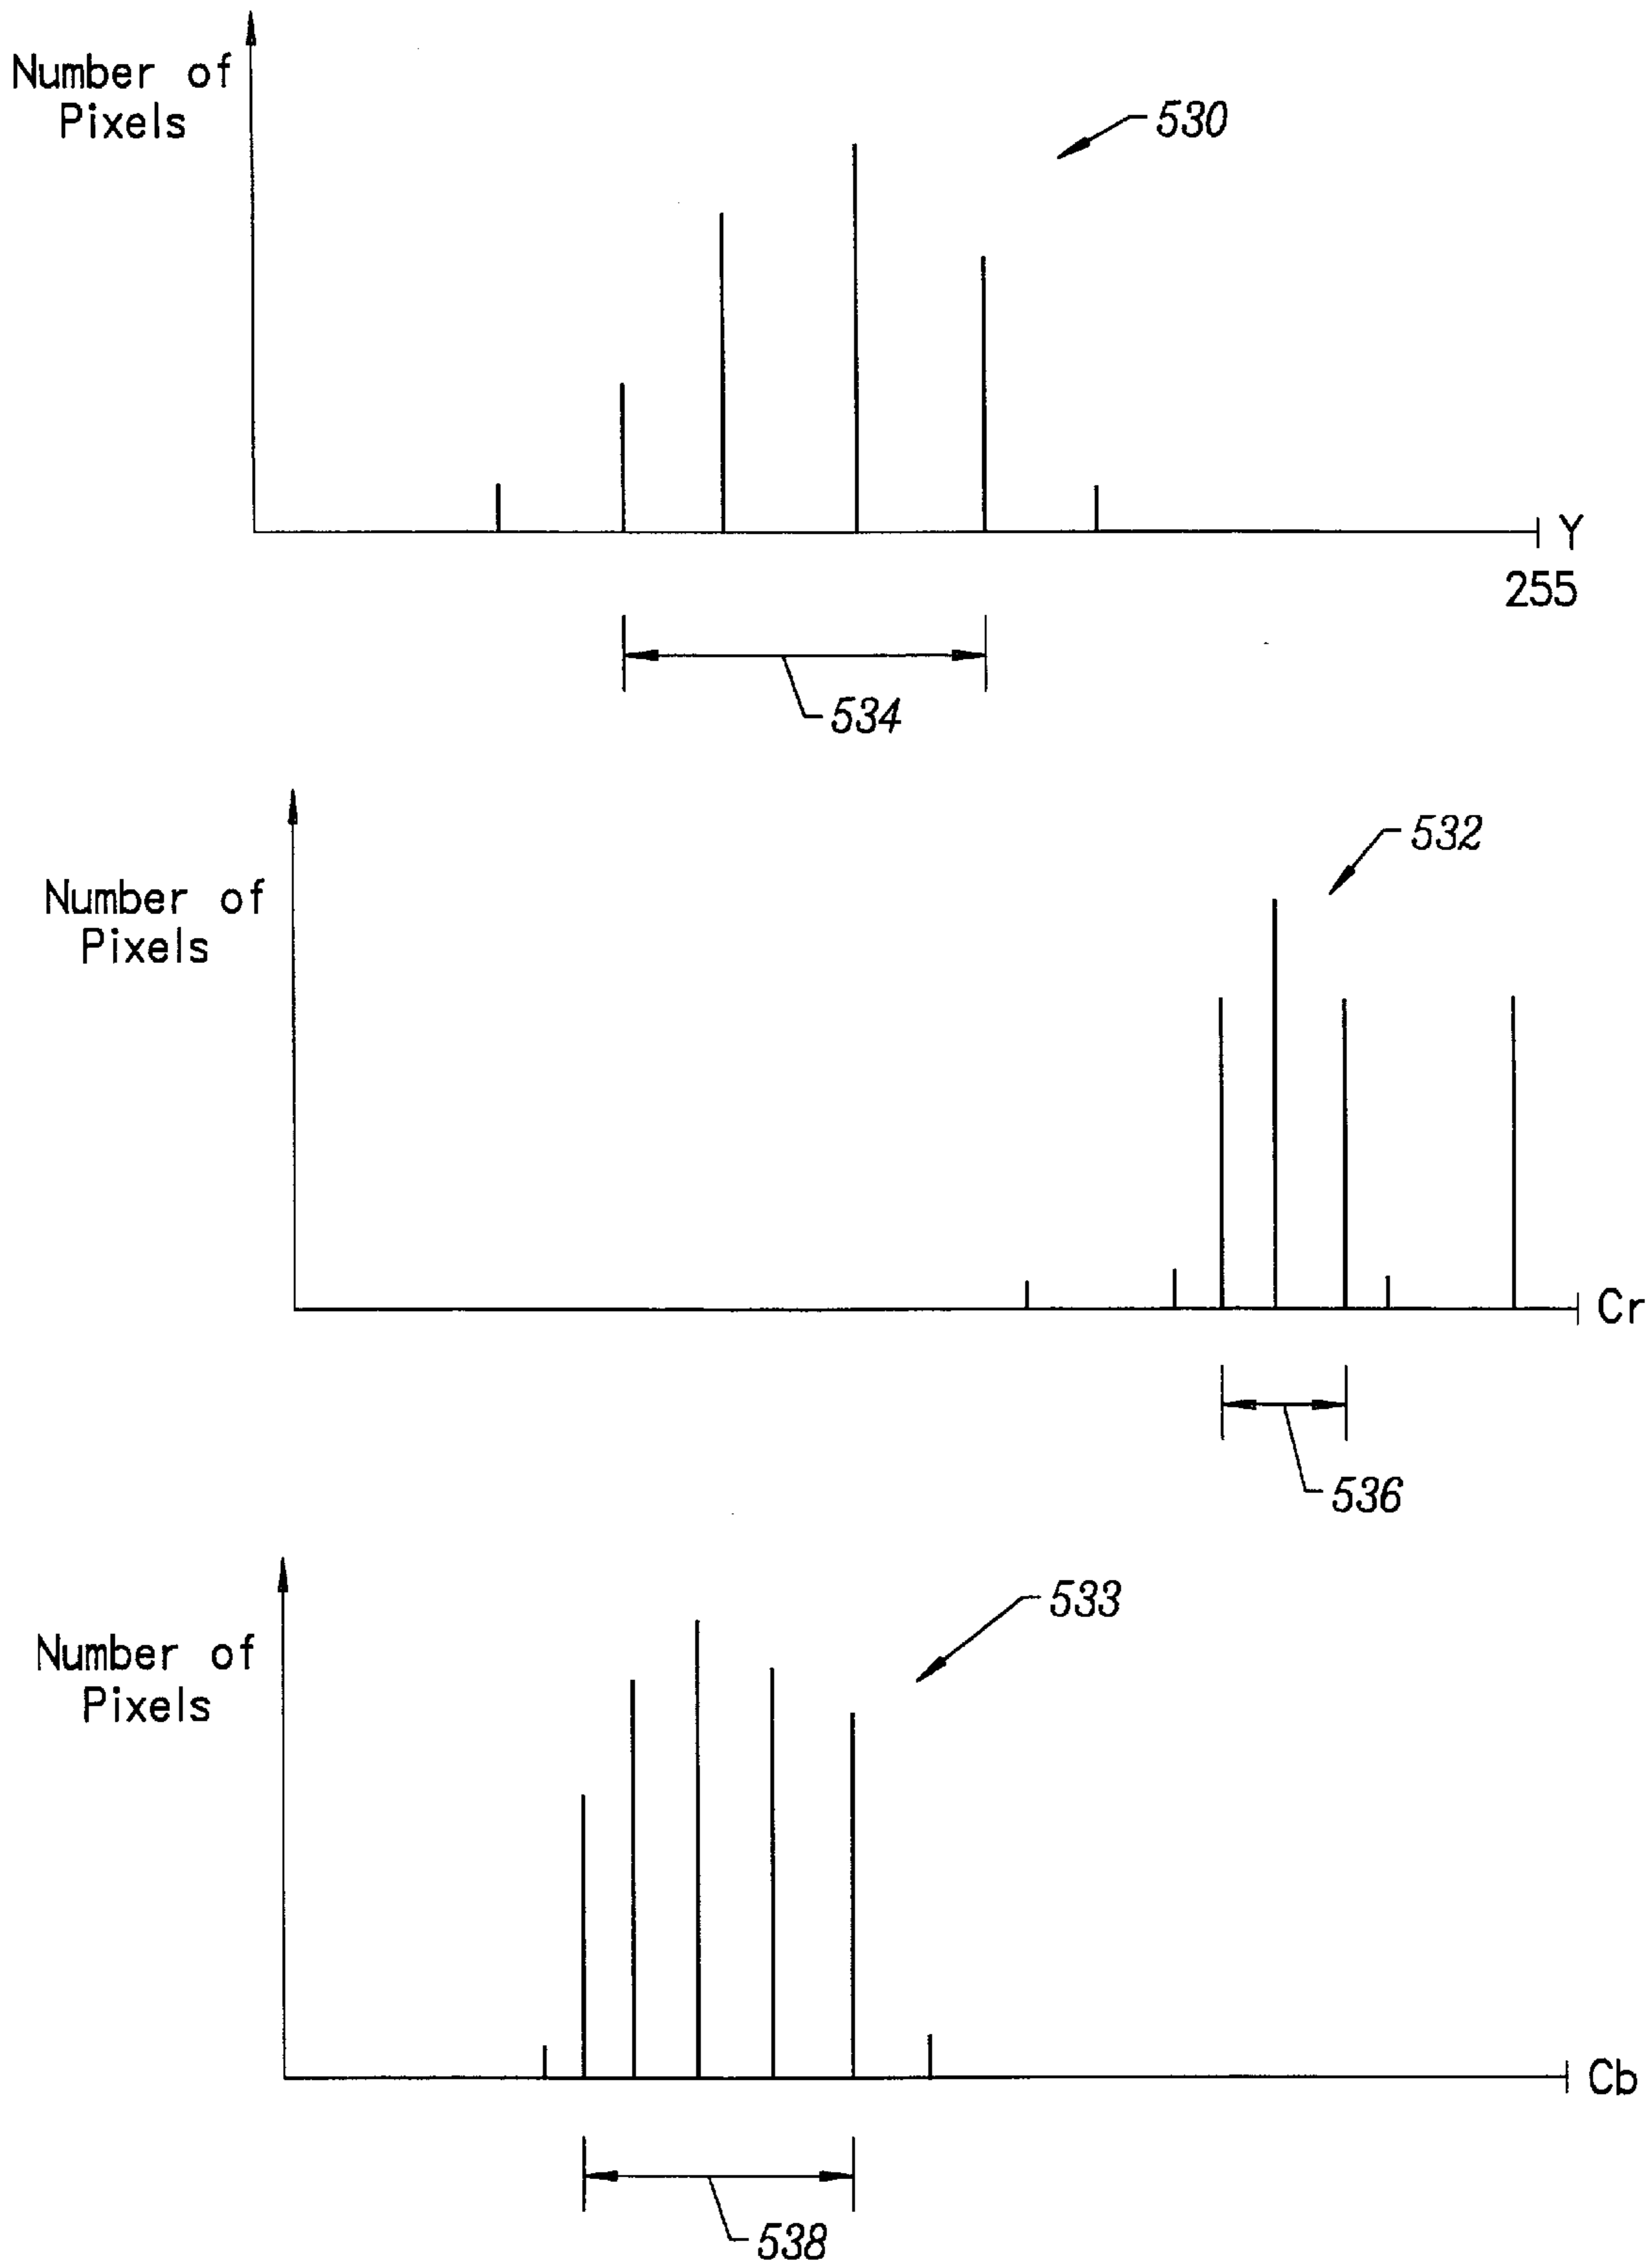 Number of
Pixels
530
Y
255
534
532
Number of
Pixels
Cr
536
533
Number of
Pixels
Cb
538